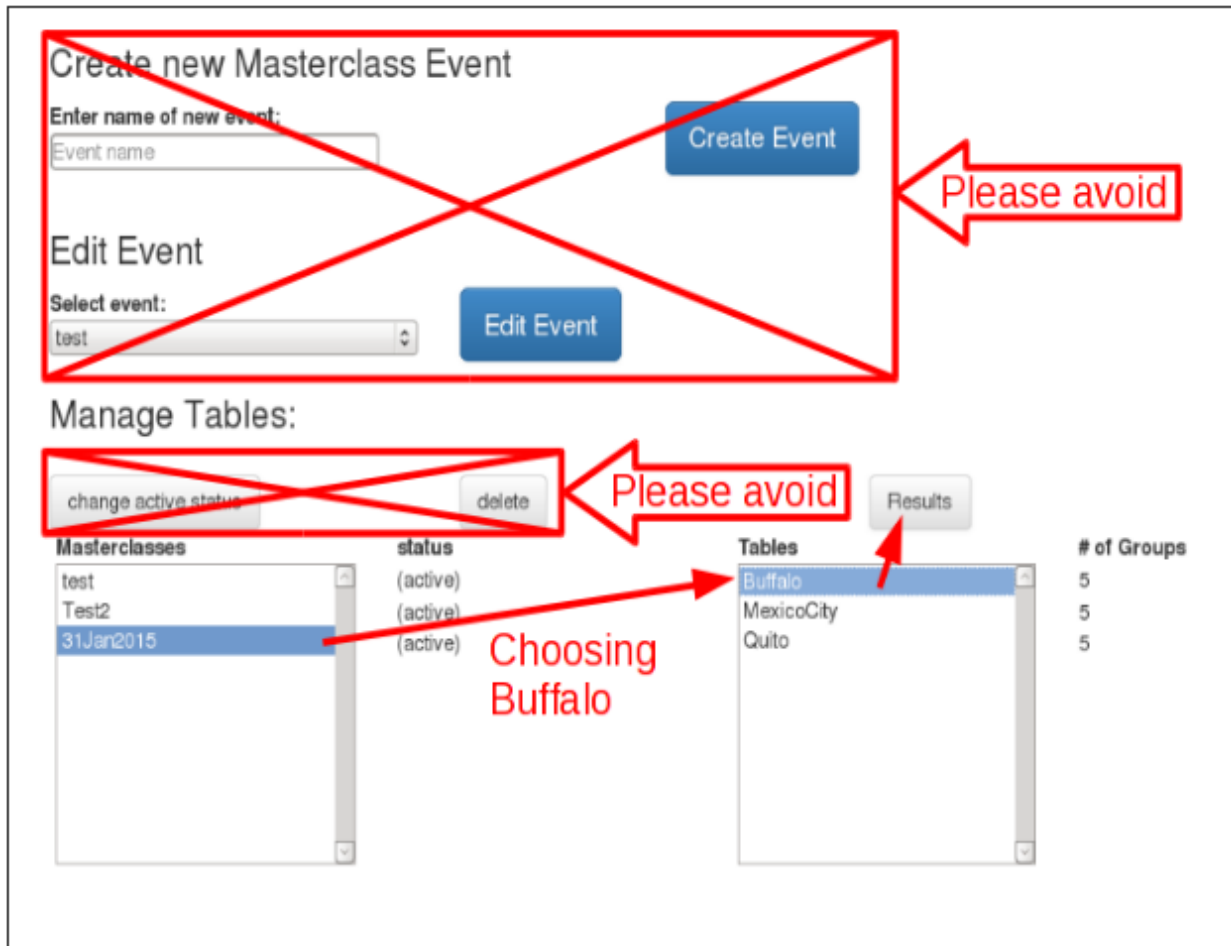 Create new Masterclass Event
Enter name of new event:
Event name
Create Event
Please avoid
Edit Event
Select event:
test
Edit Event
Manage Tables:
change active status
delete
Please avoid
Results
Masterclasses
status
Tables
# of Groups
test
(active)
Buffalo
5
Test2
(active)
MexicoCity
5
31Jan2015
(active)
Quito
5
Choosing
Buffalo